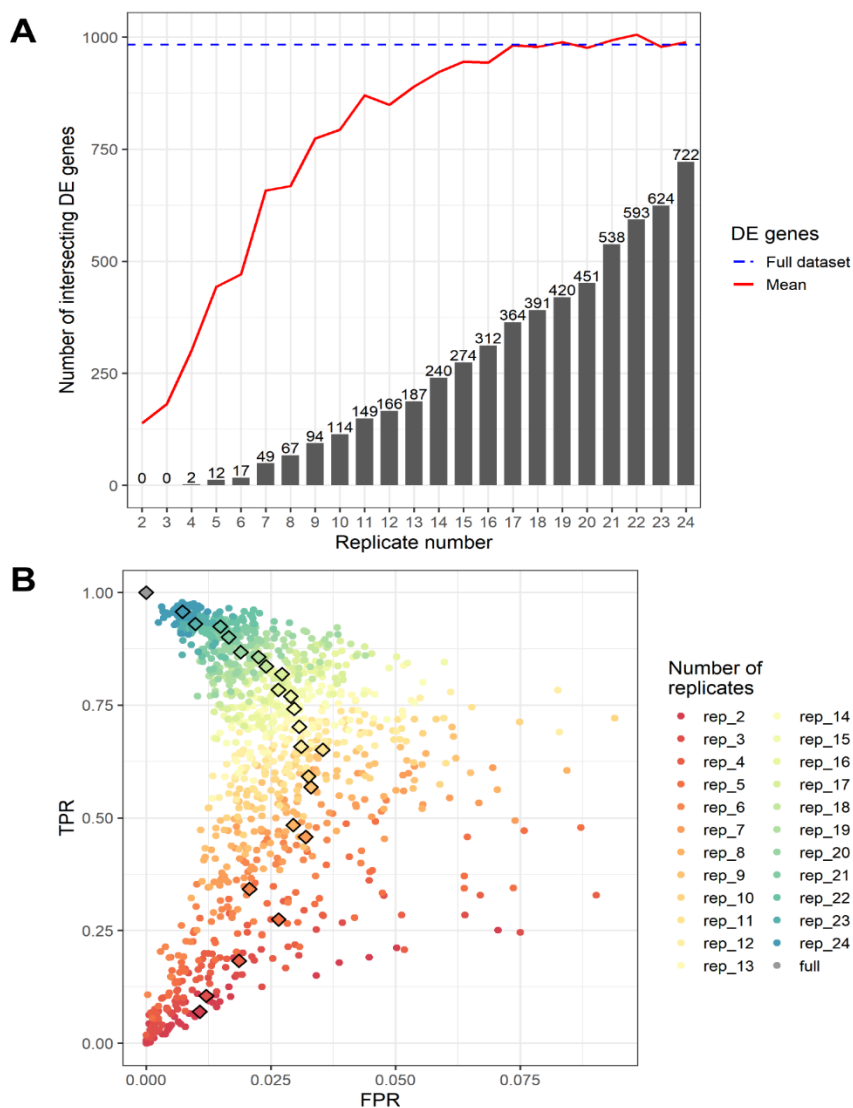 A
1000
750
500
250
0
Number of intersecting DE genes
0 0 2 12 17 49 67 94 114 149 166 187 240 274 312 364 391 420 451 538 593 624 722
2 3 4 5 6 7 8 9 10 11 12 13 14 15 16 17 18 19 20 21 22 23 24
Replicate number
DE genes
Full dataset
Mean
B
1.00
0.75
0.50
0.25
0.00
TPR
0.000 0.025 0.050 0.075
FPR
Number of
replicates
rep_2 rep_14
rep_3 rep_15
rep_4 rep_16
rep_5 rep_17
rep_6 rep_18
rep_7 rep_19
rep_8 rep_20
rep_9 rep_21
rep_10 rep_22
rep_11 rep_23
rep_12 rep_24
rep_13 full